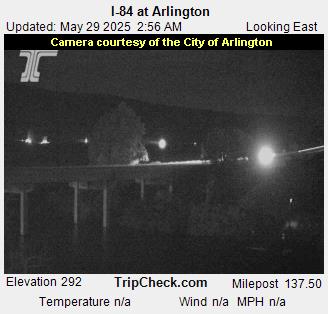 I-84 at Arlington
Updated: May 29 2025 2:56 AM Looking East
Camera courtesy of the City of Arlington
Elevation 292 TripCheck.com Milepost 137.50
Temperature n/a Wind n/a MPH n/a